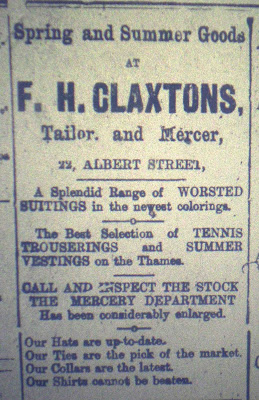 Spring and Summer Goods
AT
F. H. CLAXTONS,
Tailor. and Mercer,
22, ALBERT STREET,
A Splendid Range of WORSTED
SUITINGS in the newest colorings.
The Best Selection of TENNIS
TROUSERINGS and SUMMER
VESTINGS on the Thames.
CALL AND INSPECT THE STOCK
THE MERCERY DEPARTMENT
Has been considerably enlarged.
Our Hats are up-to-date.
Our Ties are the pick of the market.
Our Collars are the latest.
Our Shirts cannot be beaten.